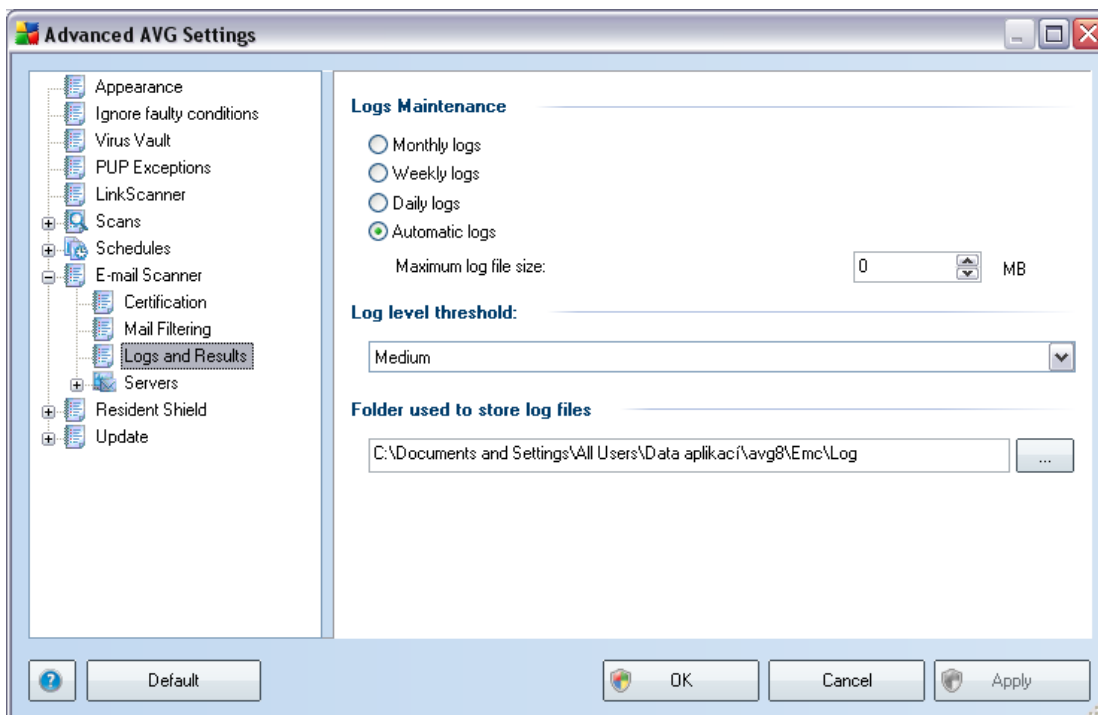 Advanced AVG Settings
Appearance
Ignore faulty conditions
Virus Vault
PUP Exceptions
LinkScanner
Scans
Schedules
E-mail Scanner
Certification
Mail Filtering
Logs and Results
Servers
Resident Shield
Update
Logs Maintenance
Monthly logs
Weekly logs
Daily logs
Automatic logs
Maximum log file size: 0 MB
Log level threshold:
Medium
Folder used to store log files
C:\Documents and Settings\All Users\Data aplikací\avg8\Emc\Log
...
? Default OK Cancel Apply